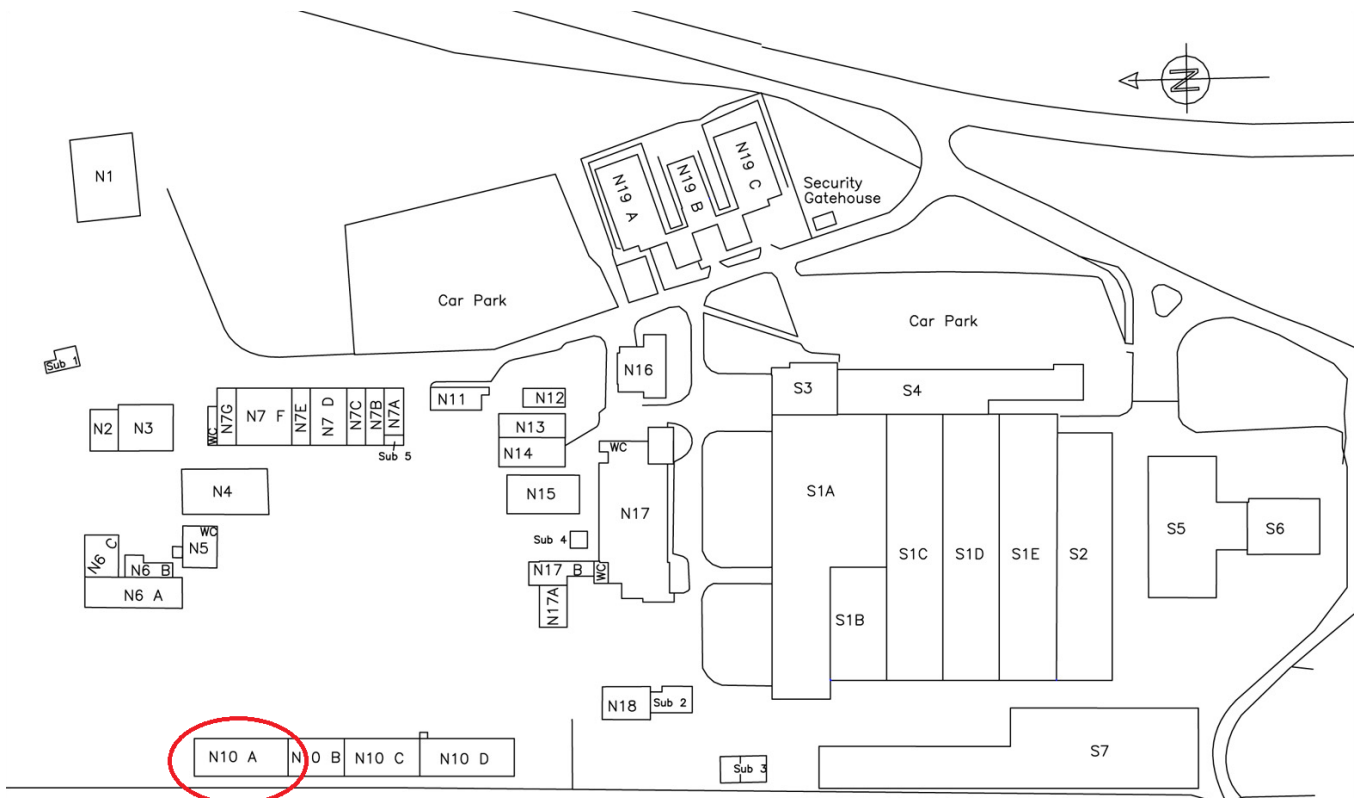 N
N1
N19 A
N19 B
N19 C
Security
Gatehouse
Car Park
Car Park
Sub 1
N16
S3
S4
N2
N3
WC
N7G
N7 F
N7E
N7 D
N7C
N7B
N7A
Sub 5
N11
N12
N13
N14
WC
N4
N15
N17
S1A
S1C
S1D
S1E
S2
S5
S6
N5
WC
Sub 4
N6 C
N6 B
N6 A
N17 B
WC
N17A
S1B
N18
Sub 2
N10 A
N10 B
N10 C
N10 D
Sub 3
S7